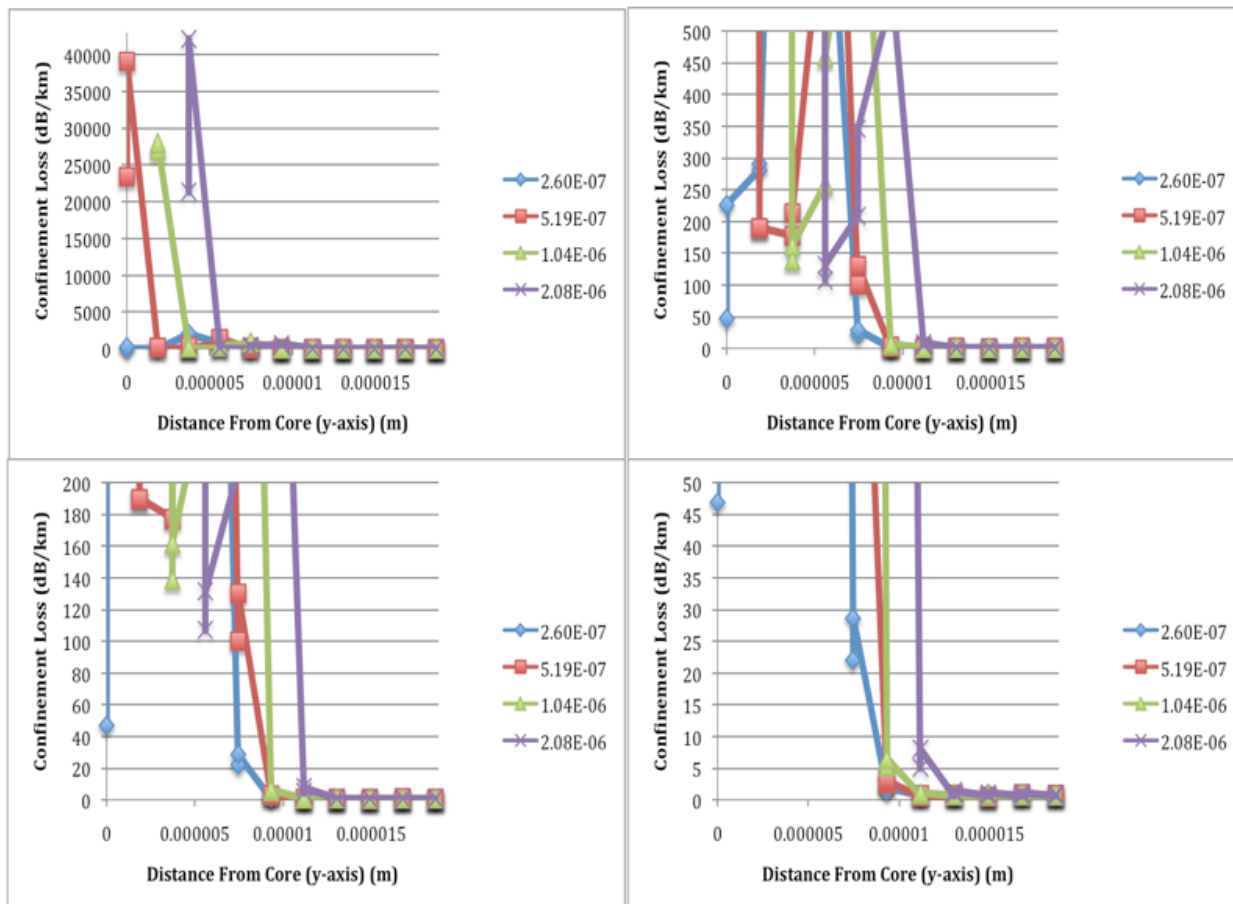 Confinement Loss (dB/km)
40000
35000
30000
25000
20000
15000
10000
5000
0
0 0.000005 0.00001 0.000015
Distance From Core (y-axis) (m)
2.60E-07
5.19E-07
1.04E-06
2.08E-06
Confinement Loss (dB/km)
500
450
400
350
300
250
200
150
100
50
0
0 0.000005 0.00001 0.000015
Distance From Core (y-axis) (m)
2.60E-07
5.19E-07
1.04E-06
2.08E-06
Confinement Loss (dB/km)
200
180
160
140
120
100
80
60
40
20
0
0 0.000005 0.00001 0.000015
Distance From Core (y-axis) (m)
2.60E-07
5.19E-07
1.04E-06
2.08E-06
Confinement Loss (dB/km)
50
45
40
35
30
25
20
15
10
5
0
0 0.000005 0.00001 0.000015
Distance From Core (y-axis) (m)
2.60E-07
5.19E-07
1.04E-06
2.08E-06